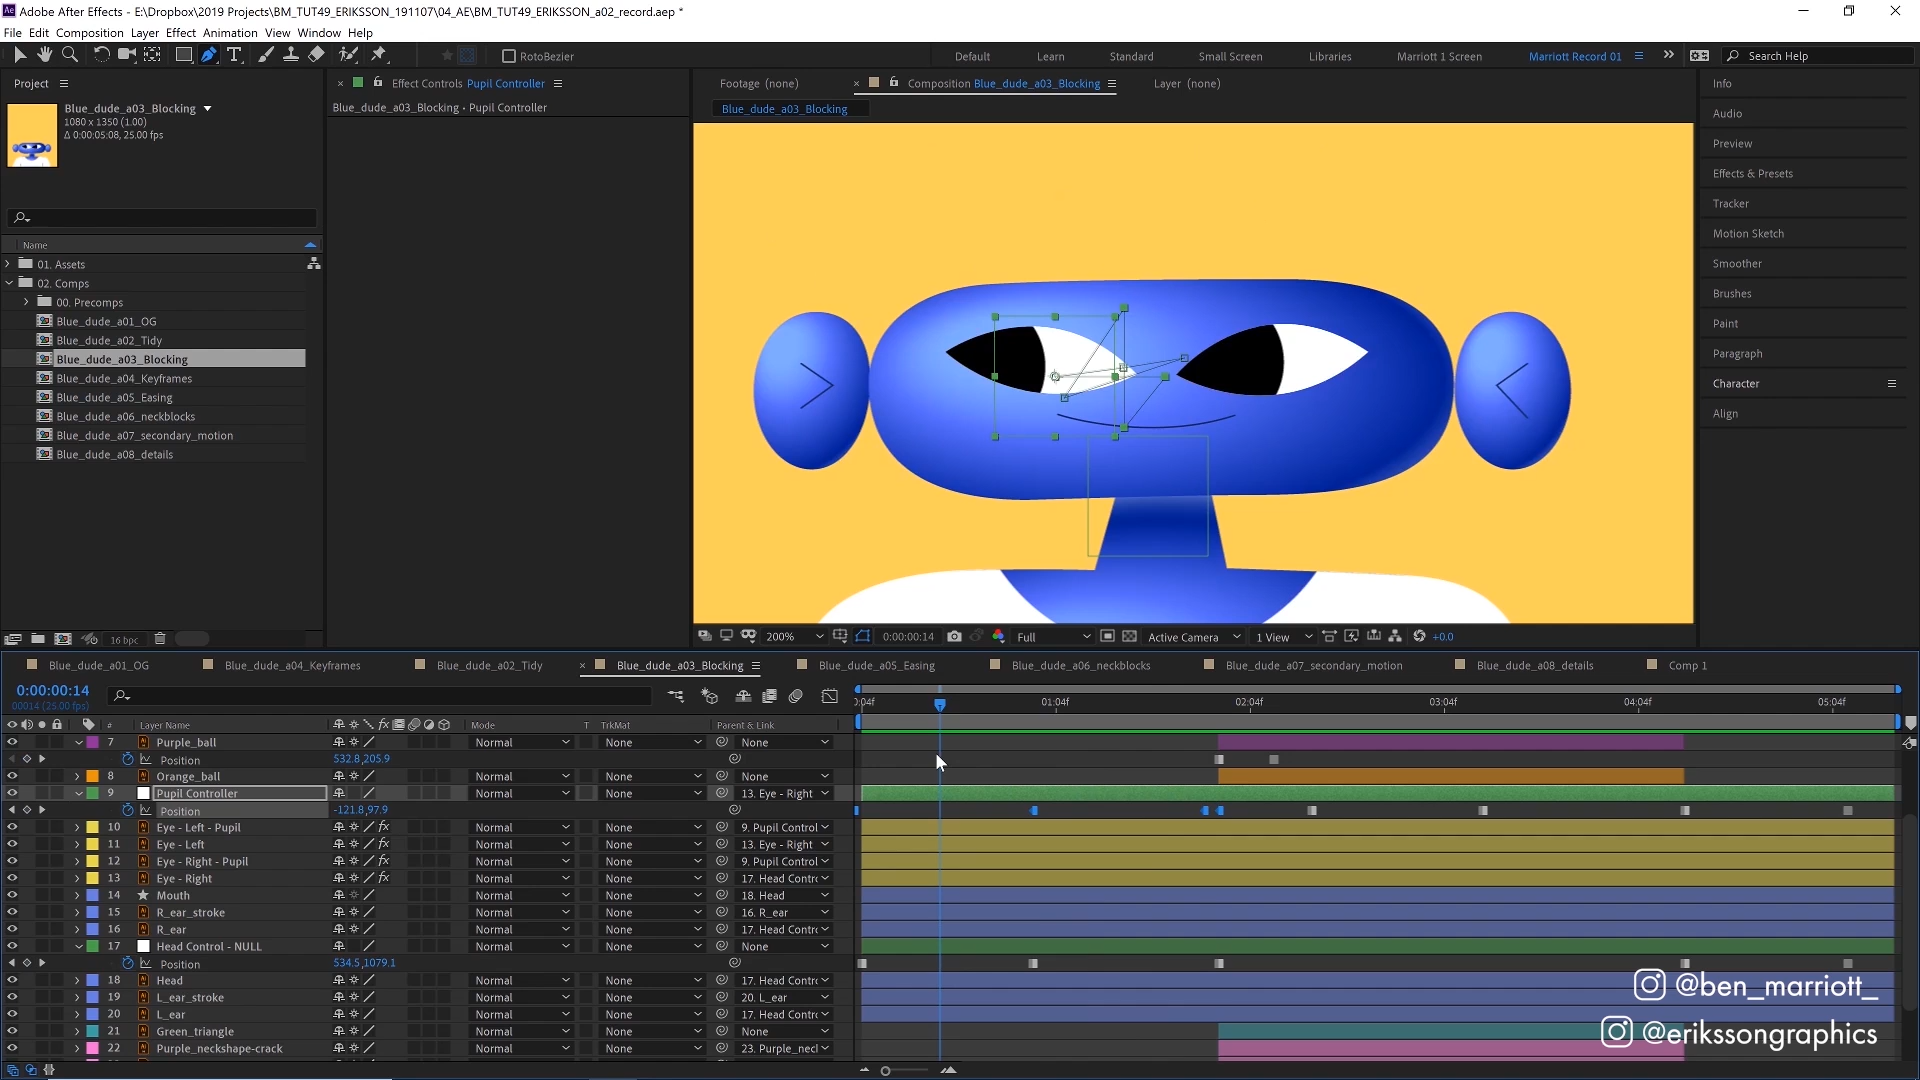 Adobe After Effects - E:\Dropbox\2019 Projects\BM_TUT49_ERIKSSON_191107\04_AE\BM_TUT49_ERIKSSON_a02_record.aep *
File Edit Composition Layer Effect Animation View Window Help
RotoBezier
Default Learn Standard Small Screen Libraries Marriott 1 Screen Marriott Record 01 Search Help
Project
Blue_dude_a03_Blocking
1080 x 1350 (1.00)
Δ 0:00:05:08, 25.00 fps
Name
01. Assets
02. Comps
00. Precomps
Blue_dude_a01_OG
Blue_dude_a02_Tidy
Blue_dude_a03_Blocking
Blue_dude_a04_Keyframes
Blue_dude_a05_Easing
Blue_dude_a06_neckblocks
Blue_dude_a07_secondary_motion
Blue_dude_a08_details
16 bpc
Effect Controls Pupil Controller
Blue_dude_a03_Blocking • Pupil Controller
Footage (none) Composition Blue_dude_a03_Blocking Layer (none)
Blue_dude_a03_Blocking
200% 0:00:00:14 Full Active Camera 1 View +0.0
Info
Audio
Preview
Effects & Presets
Tracker
Motion Sketch
Smoother
Wiggler
Brushes
Paint
Paragraph
Character
Align
Blue_dude_a01_OG Blue_dude_a04_Keyframes Blue_dude_a02_Tidy Blue_dude_a03_Blocking Blue_dude_a05_Easing Blue_dude_a06_neckblocks Blue_dude_a07_secondary_motion Blue_dude_a08_details Comp 1
0:00:00:14
00014 (25.00 fps)
0:04f 01:04f 02:04f 03:04f 04:04f 05:04f
# Layer Name fx Mode T TrkMat Parent & Link
7 Purple_ball Normal None None
Position 532.8,205.9
8 Orange_ball Normal None None
9 Pupil Controller Normal None 13. Eye - Right
Position -121.8,97.9
10 Eye - Left - Pupil fx Normal None 9. Pupil Control
11 Eye - Left Normal None 13. Eye - Right
12 Eye - Right - Pupil fx Normal None 9. Pupil Control
13 Eye - Right fx Normal None 17. Head Contr
14 Mouth Normal None 18. Head
15 R_ear_stroke Normal None 16. R_ear
16 R_ear Normal None 17. Head Contr
17 Head Control - NULL Normal None None
Position 534.5,1079.1
18 Head Normal None 17. Head Contr
19 L_ear_stroke Normal None 20. L_ear
20 L_ear Normal None 17. Head Contr
21 Green_triangle Normal None None
22 Purple_neckshape-crack Normal None 23. Purple_necl
@ben_marriott_
@erikssongraphics